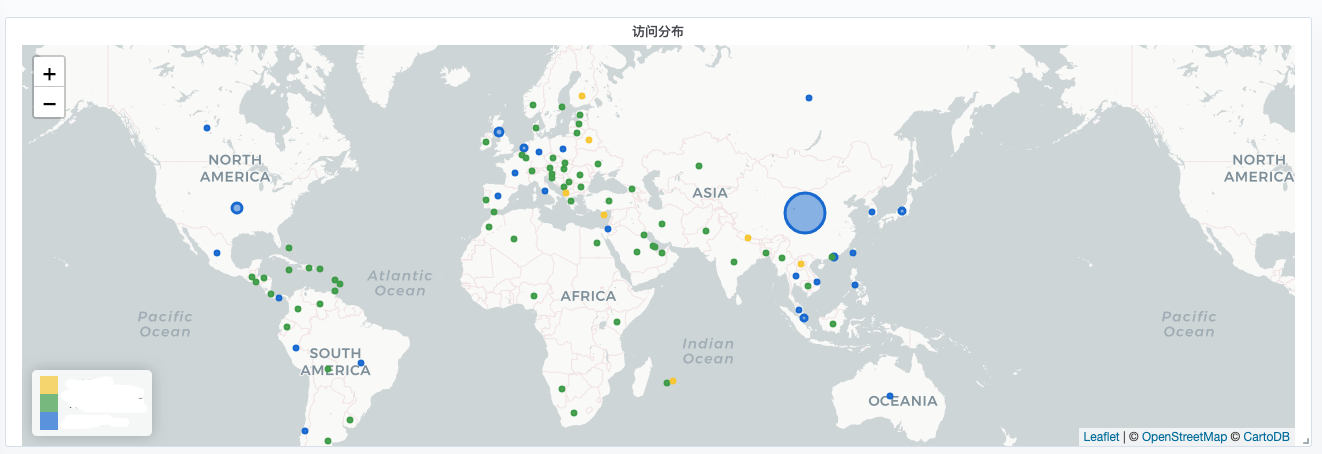 访问分布
+
−
NORTH
AMERICA
ASIA
NORTH
AMERICA
Atlantic
Ocean
AFRICA
Pacific
Ocean
Indian
Ocean
Pacific
Ocean
SOUTH
AMERICA
OCEANIA
Leaflet | © OpenStreetMap © CartoDB